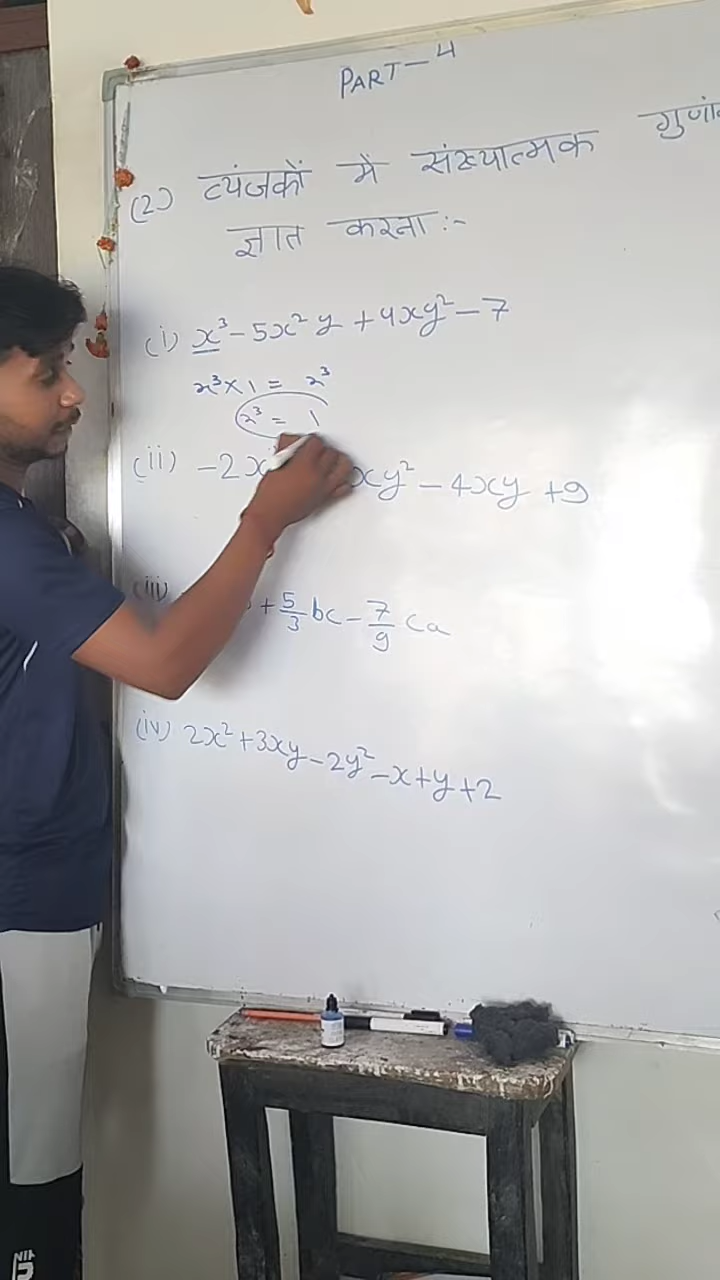 PART-4
(2) व्यंजकों में संख्यात्मक
ज्ञात करना:-
(i) x³ - 5x² y + 4xy² - 7
x³ × 1 = x³
x³ = 1
(ii) -2x xy² - 4xy + 9
(iii) + 5/3 bc - 7/9 ca
(iv) 2x² + 3xy - 2y² - x + y + 2